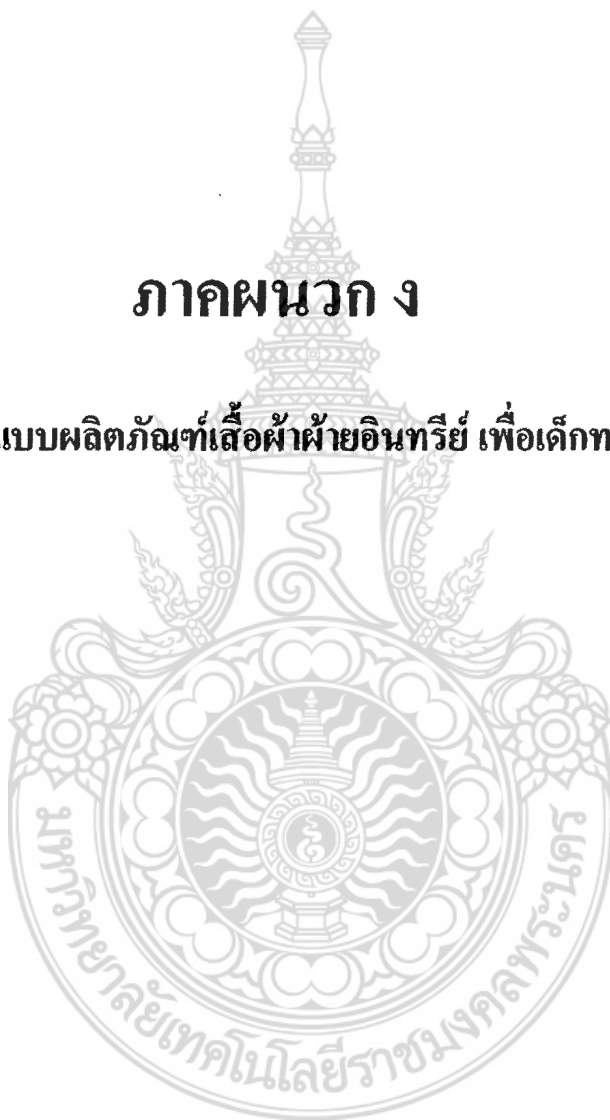 ภาคผนวก ง
แบบผลิตภัณฑ์เสื้อผ้าฝ้ายอินทรีย์ เพื่อเด็กท
มหาวิทยาลัยเทคโนโลยีราชมงคลพระนคร